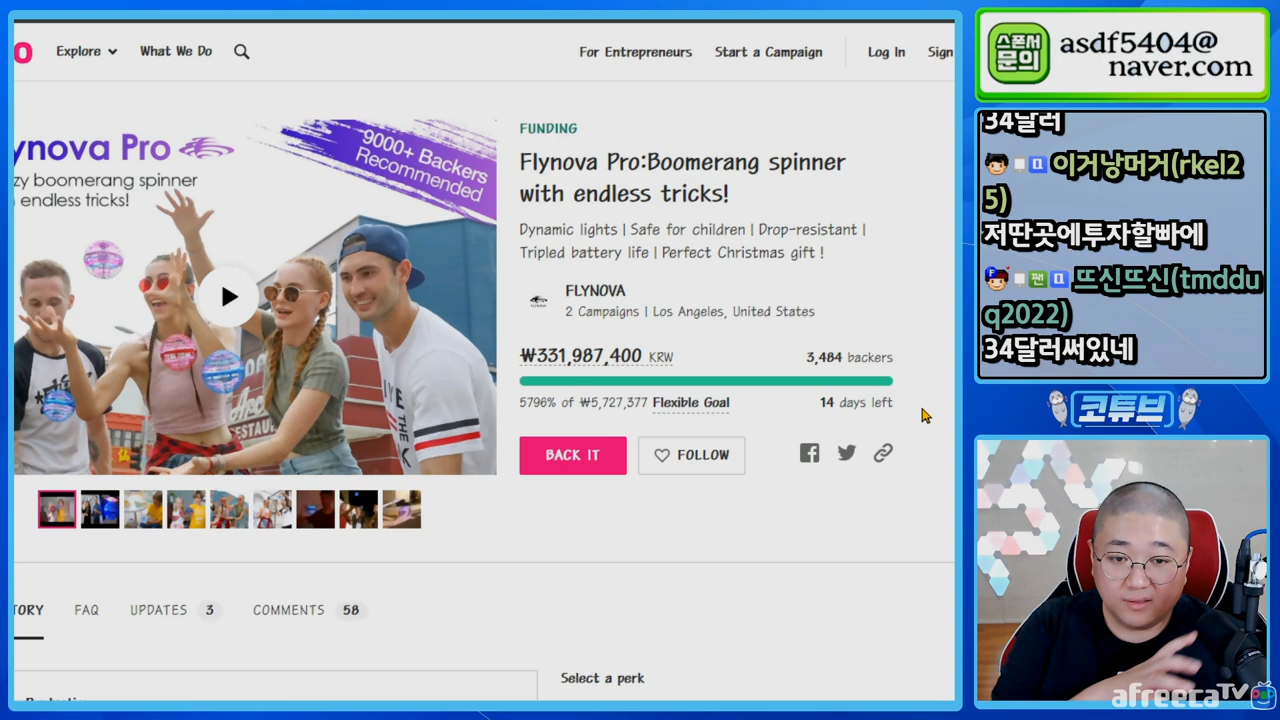 Explore
What We Do
For Entrepreneurs
Start a Campaign
Log In
Sign
ynova Pro
zy boomerang spinner
endless tricks!
9000+ Backers
Recommended
FUNDING
Flynova Pro:Boomerang spinner
with endless tricks!
Dynamic lights | Safe for children | Drop-resistant |
Tripled battery life | Perfect Christmas gift !
FLYNOVA
2 Campaigns | Los Angeles, United States
₩331,987,400 KRW
3,484 backers
5796% of ₩5,727,377 Flexible Goal
14 days left
BACK IT
FOLLOW
TORY
FAQ
UPDATES 3
COMMENTS 58
Select a perk
스폰서
문의
asdf5404@
naver.com
34달러
이거낭머거(rkel2
5)
저딴곳에투자할빠에
뜨신뜨신(tmddu
q2022)
34달러써있네
코튜브
afreecaTV